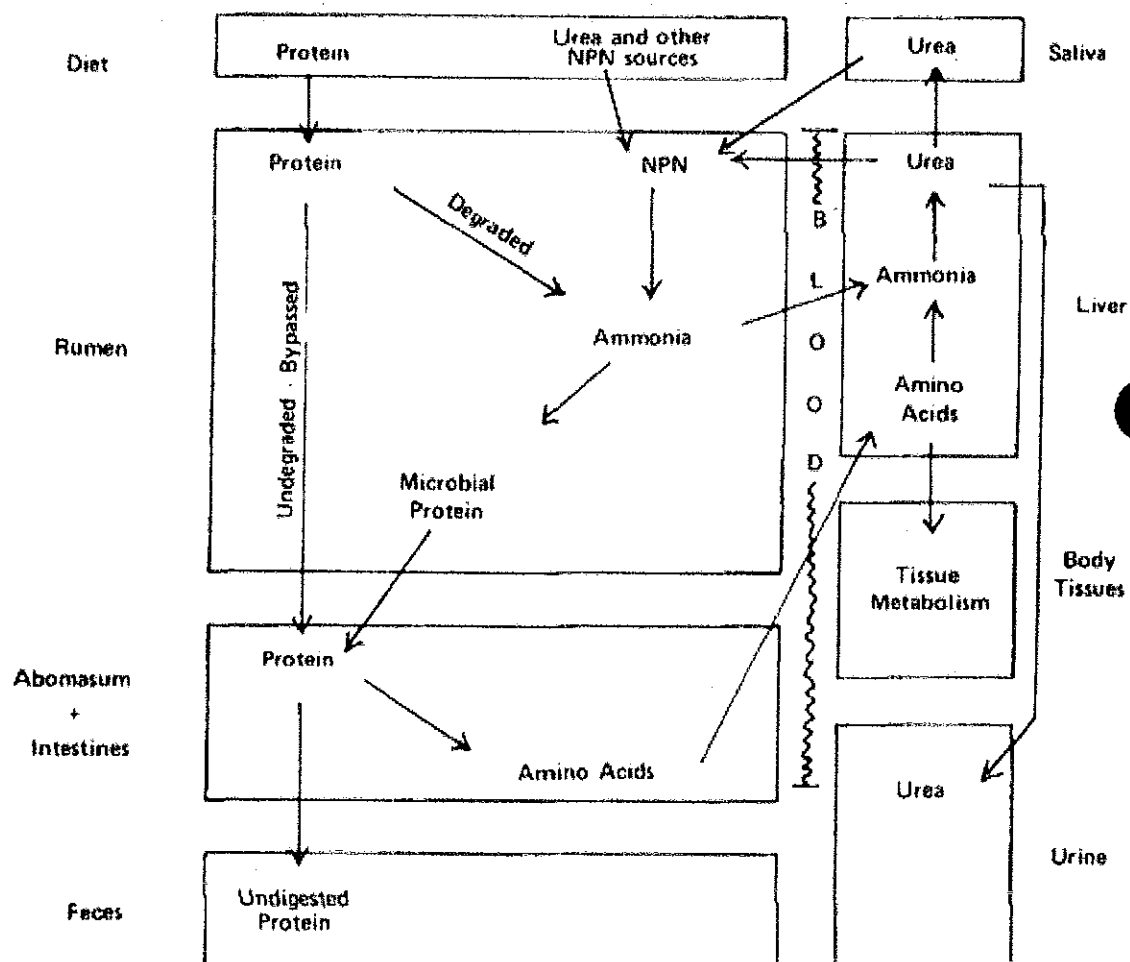 Diet
Protein
Urea and other
NPN sources
Urea
Saliva
Rumen
Protein
NPN
Degraded
Undegraded - Bypassed
Ammonia
Microbial
Protein
BLOOD
Urea
Ammonia
Amino
Acids
Liver
Tissue
Metabolism
Body
Tissues
Abomasum
+
Intestines
Protein
Amino Acids
Urea
Urine
Feces
Undigested
Protein